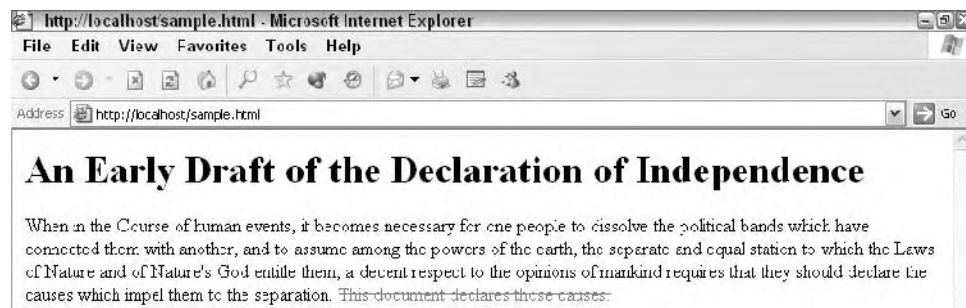 http://localhost/sample.html - Microsoft Internet Explorer
File Edit View Favorites Tools Help
Address http://localhost/sample.html Go
An Early Draft of the Declaration of Independence
When in the Course of human events, it becomes necessary for one people to dissolve the political bands which have
connected them with another, and to assume among the powers of the earth, the separate and equal station to which the Laws
of Nature and of Nature's God entitle them, a decent respect to the opinions of mankind requires that they should declare the
causes which impel them to the separation. This document declares those causes.